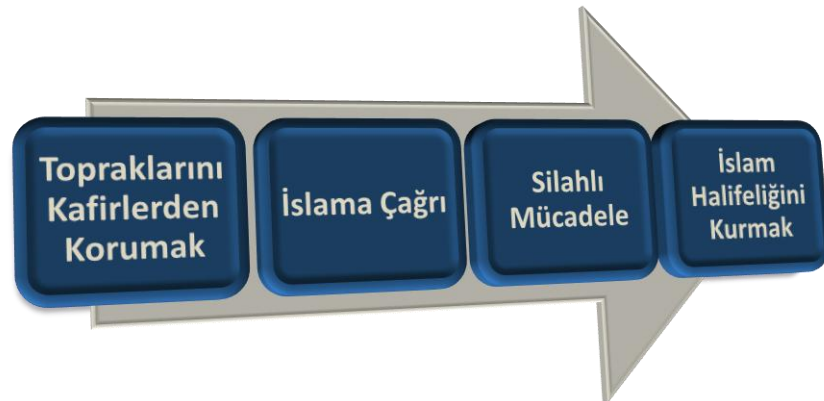 Topraklarını
Kafirlerden
Korumak
İslama Çağrı
Silahlı
Mücadele
İslam
Halifeliğini
Kurmak